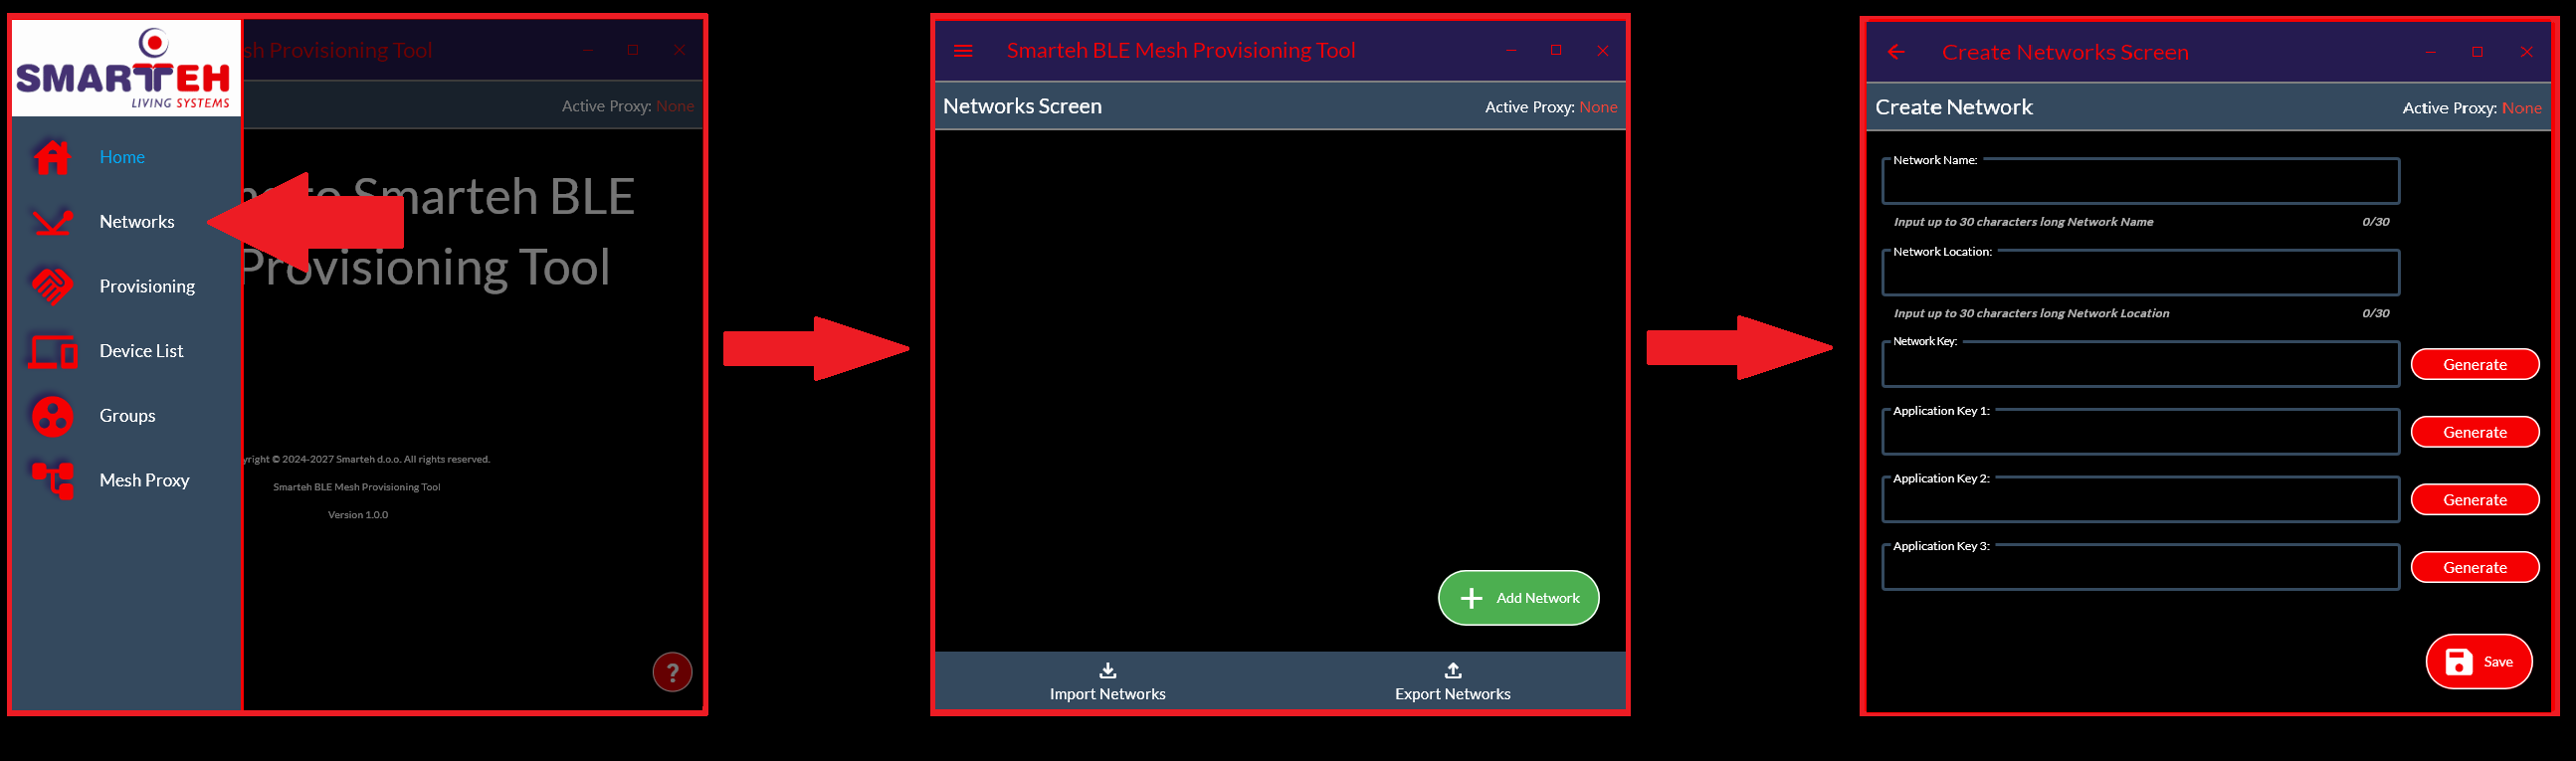 SMARTEH
LIVING SYSTEMS
Home
Networks
Provisioning
Device List
Groups
Mesh Proxy
Mesh Provisioning Tool
Active Proxy: None
to Smarteh BLE
Provisioning Tool
© 2024-2027 Smarteh d.o.o. All rights reserved.
Smarteh BLE Mesh Provisioning Tool
Version 1.0.0
?
Smarteh BLE Mesh Provisioning Tool
Networks Screen
Active Proxy: None
Add Network
Import Networks
Export Networks
Create Networks Screen
Create Network
Active Proxy: None
Network Name:
Input up to 30 characters long Network Name 0/30
Network Location:
Input up to 30 characters long Network Location 0/30
Network Key:
Generate
Application Key 1:
Generate
Application Key 2:
Generate
Application Key 3:
Generate
Save